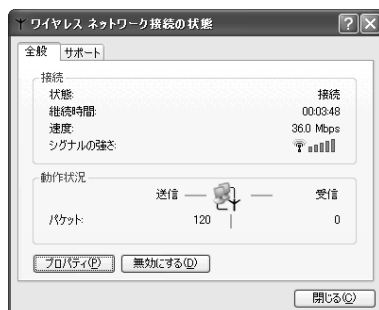 ワイヤレス ネットワーク接続の状態
全般 サポート
接続
状態: 接続
継続時間: 00:03:48
速度: 36.0 Mbps
シグナルの強さ:
動作状況
送信 受信
パケット: 120 0
プロパティ(P) 無効にする(D)
閉じる(C)